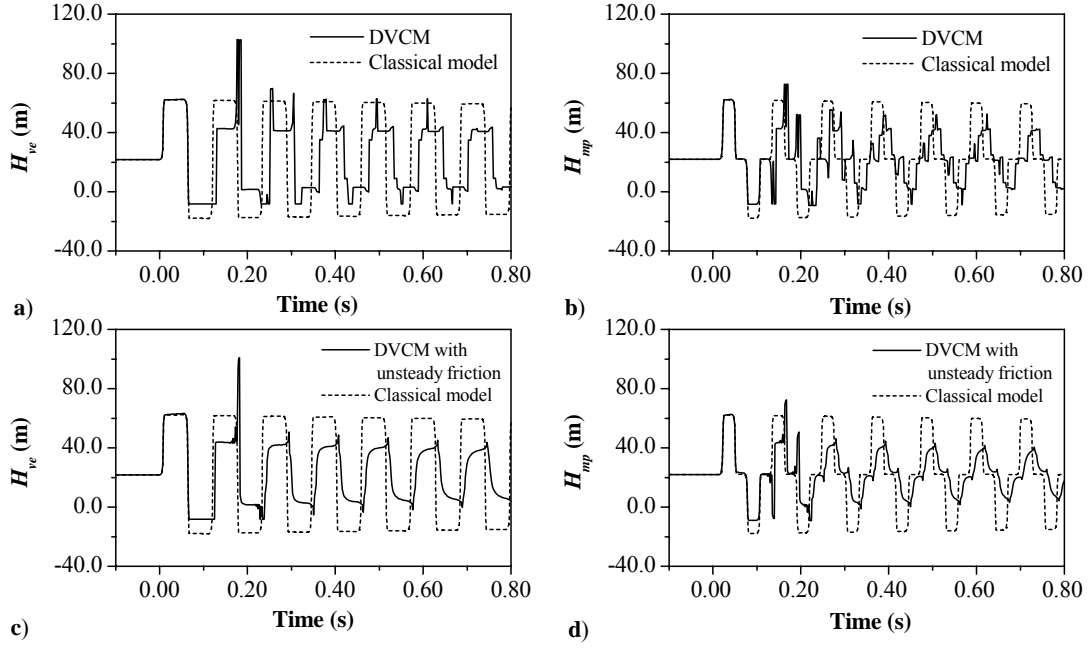 120.0
80.0
40.0
0.0
-40.0
H_ve (m)
DVCM
Classical model
0.00 0.20 0.40 0.60 0.80
Time (s)
a)
120.0
80.0
40.0
0.0
-40.0
H_mp (m)
DVCM
Classical model
0.00 0.20 0.40 0.60 0.80
Time (s)
b)
120.0
80.0
40.0
0.0
-40.0
H_ve (m)
DVCM with
unsteady friction
Classical model
0.00 0.20 0.40 0.60 0.80
Time (s)
c)
120.0
80.0
40.0
0.0
-40.0
H_mp (m)
DVCM with
unsteady friction
Classical model
0.00 0.20 0.40 0.60 0.80
Time (s)
d)